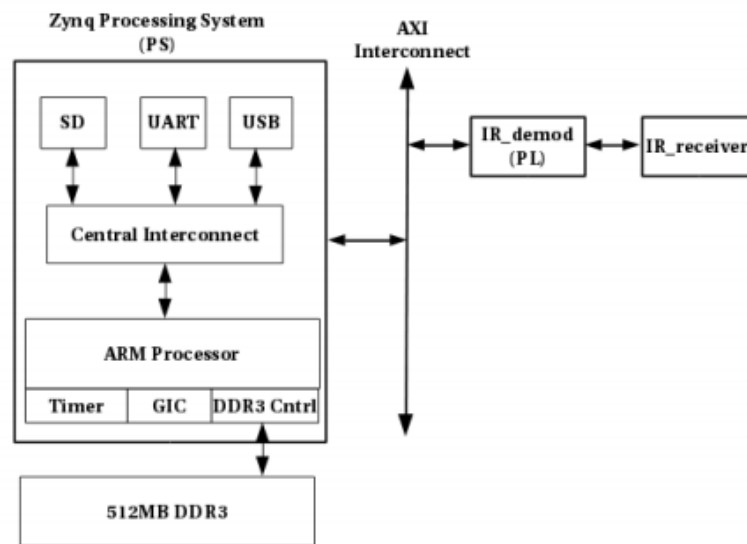 Zynq Processing System
(PS)
AXI
Interconnect
SD
UART
USB
IR_demod
(PL)
IR_receiver
Central Interconnect
ARM Processor
Timer
GIC
DDR3 Cntrl
512MB DDR3